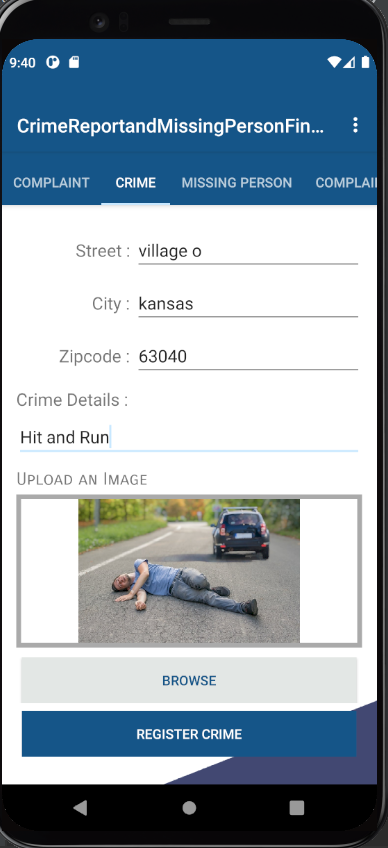 9:40
CrimeReportandMissingPersonFin...
COMPLAINT CRIME MISSING PERSON COMPLAI
Street : village o
City : kansas
Zipcode : 63040
Crime Details :
Hit and Run
UPLOAD AN IMAGE
BROWSE
REGISTER CRIME